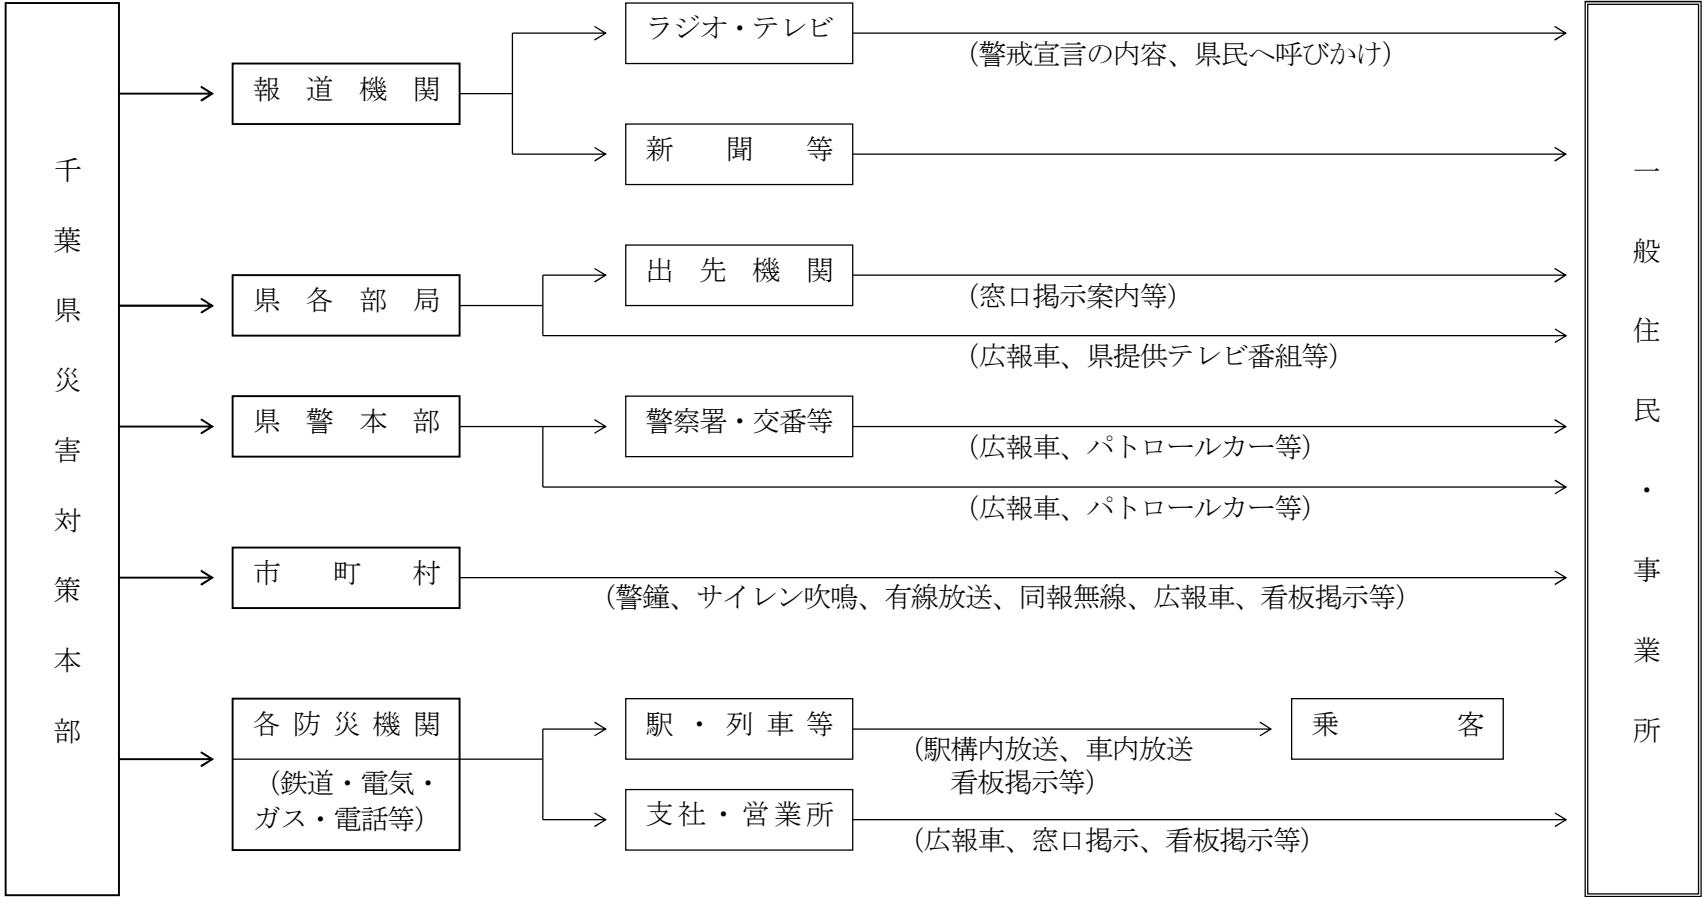 千葉県災害対策本部
報道機関
ラジオ・テレビ
（警戒宣言の内容、県民へ呼びかけ）
新聞等
県各部局
出先機関
（窓口掲示案内等）
（広報車、県提供テレビ番組等）
県警本部
警察署・交番等
（広報車、パトロールカー等）
（広報車、パトロールカー等）
市町村
（警鐘、サイレン吹鳴、有線放送、同報無線、広報車、看板掲示等）
各防災機関
（鉄道・電気・
ガス・電話等）
駅・列車等
（駅構内放送、車内放送
看板掲示等）
乗客
支社・営業所
（広報車、窓口掲示、看板掲示等）
一般住民・事業所